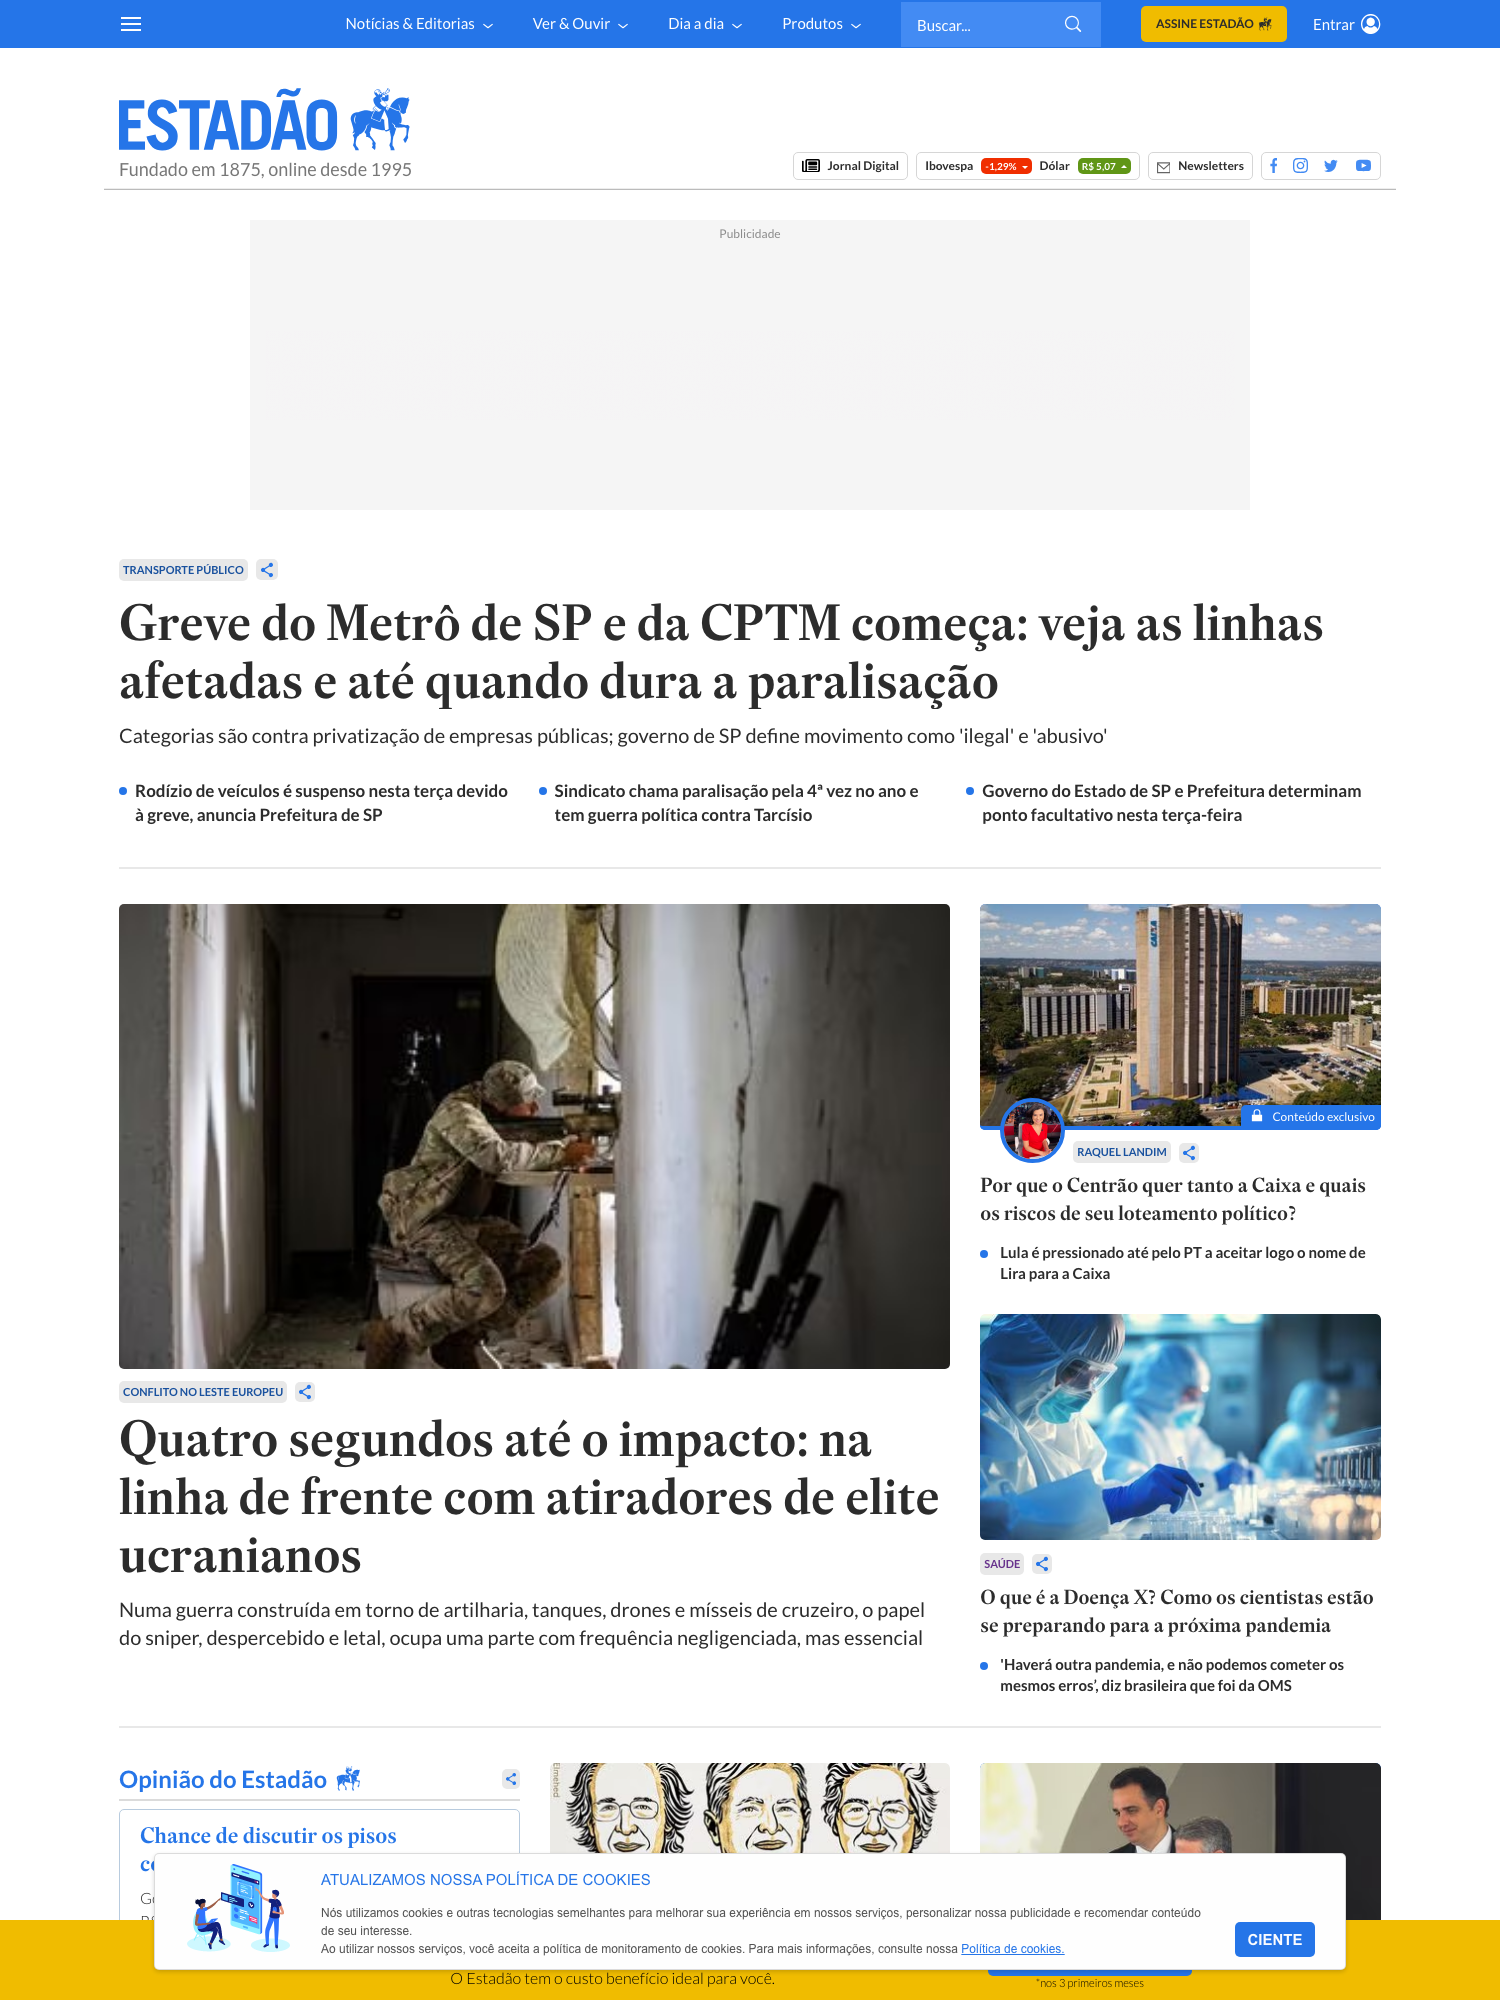 Notícias & Editorias
Ver & Ouvir
Dia a dia
Produtos
Buscar...
ASSINE ESTADÃO
Entrar
ESTADÃO
Fundado em 1875, online desde 1995
Jornal Digital
Ibovespa -1,29% Dólar R$ 5,07
Newsletters
Publicidade
TRANSPORTE PÚBLICO
Greve do Metrô de SP e da CPTM começa: veja as linhas
afetadas e até quando dura a paralisação
Categorias são contra privatização de empresas públicas; governo de SP define movimento como 'ilegal' e 'abusivo'
Rodízio de veículos é suspenso nesta terça devido
à greve, anuncia Prefeitura de SP
Sindicato chama paralisação pela 4ª vez no ano e
tem guerra política contra Tarcísio
Governo do Estado de SP e Prefeitura determinam
ponto facultativo nesta terça-feira
CONFLITO NO LESTE EUROPEU
Quatro segundos até o impacto: na
linha de frente com atiradores de elite
ucranianos
Numa guerra construída em torno de artilharia, tanques, drones e mísseis de cruzeiro, o papel
do sniper, despercebido e letal, ocupa uma parte com frequência negligenciada, mas essencial
CAIXA
Conteúdo exclusivo
RAQUEL LANDIM
Por que o Centrão quer tanto a Caixa e quais
os riscos de seu loteamento político?
Lula é pressionado até pelo PT a aceitar logo o nome de
Lira para a Caixa
SAÚDE
O que é a Doença X? Como os cientistas estão
se preparando para a próxima pandemia
'Haverá outra pandemia, e não podemos cometer os
mesmos erros', diz brasileira que foi da OMS
Opinião do Estadão
Chance de discutir os pisos
Elmehed
ATUALIZAMOS NOSSA POLÍTICA DE COOKIES
Nós utilizamos cookies e outras tecnologias semelhantes para melhorar sua experiência em nossos serviços, personalizar nossa publicidade e recomendar conteúdo
de seu interesse.
Ao utilizar nossos serviços, você aceita a política de monitoramento de cookies. Para mais informações, consulte nossa Política de cookies.
CIENTE
O Estadão tem o custo benefício ideal para você.
*nos 3 primeiros meses